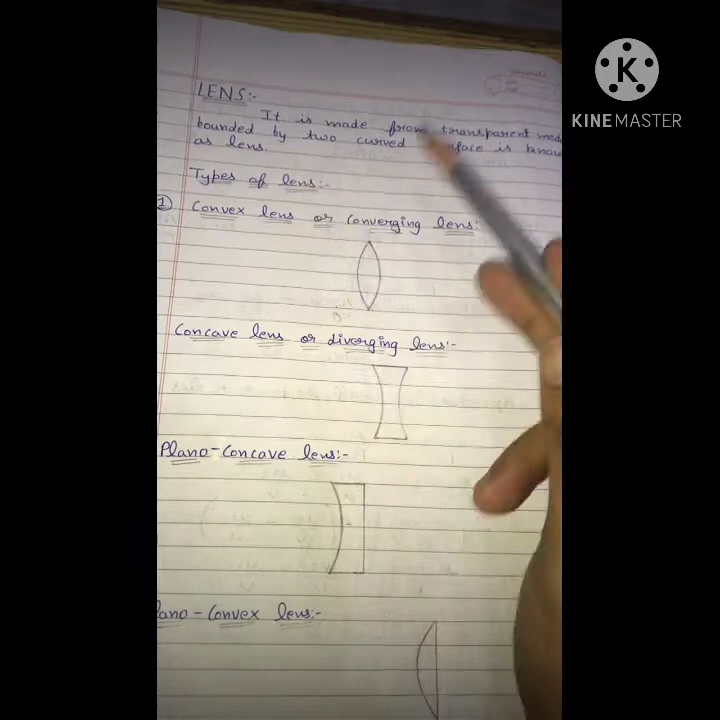 KINEMASTER
LENS:-
It is made from transparent
bounded by two curved is
as lens.
Types of lens:-
① Convex lens or converging lens:
Concave lens or diverging lens:-
Plano-Concave lens:-
- Convex lens:-